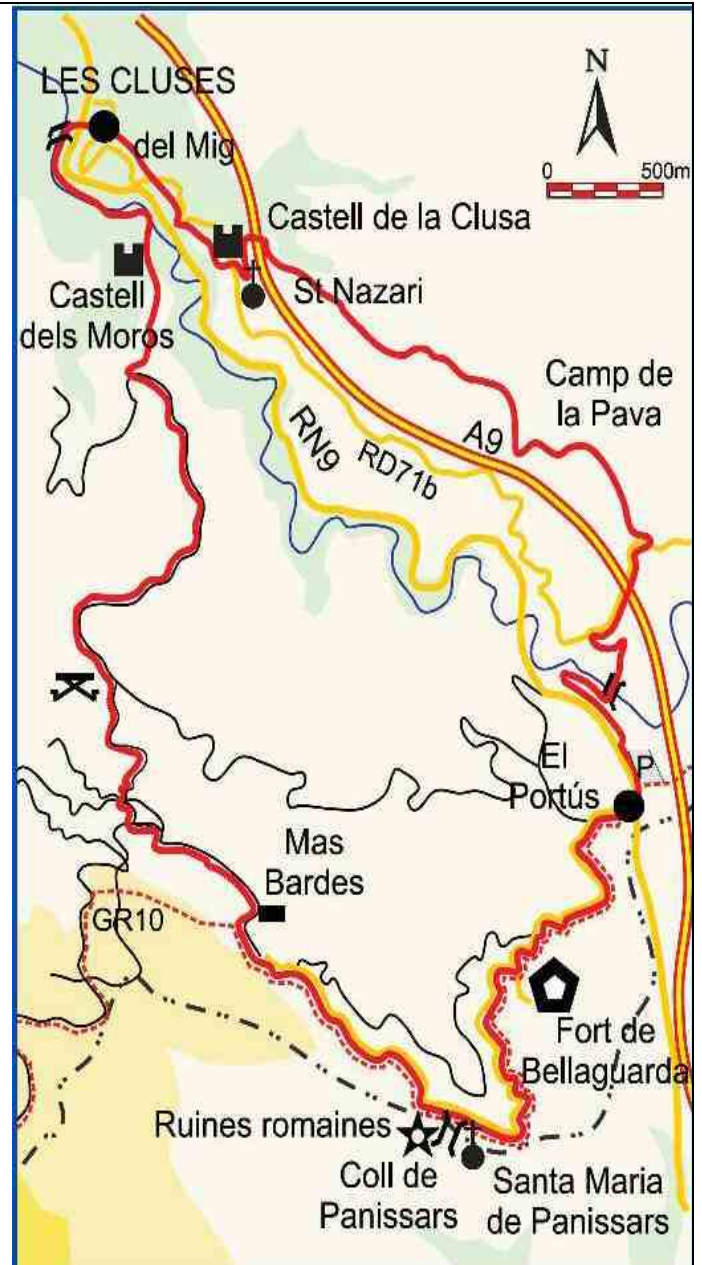 LES CLUSES
del Mig
N
0 500m
Castell de la Clusa
St Nazari
Castell
dels Moros
Camp de
la Pava
A9
RN9
RD71b
El
Portús
P
Mas
Bardes
GR10
Fort de
Bellaguarda
Ruines romaines
Coll de
Panissars
Santa Maria
de Panissars